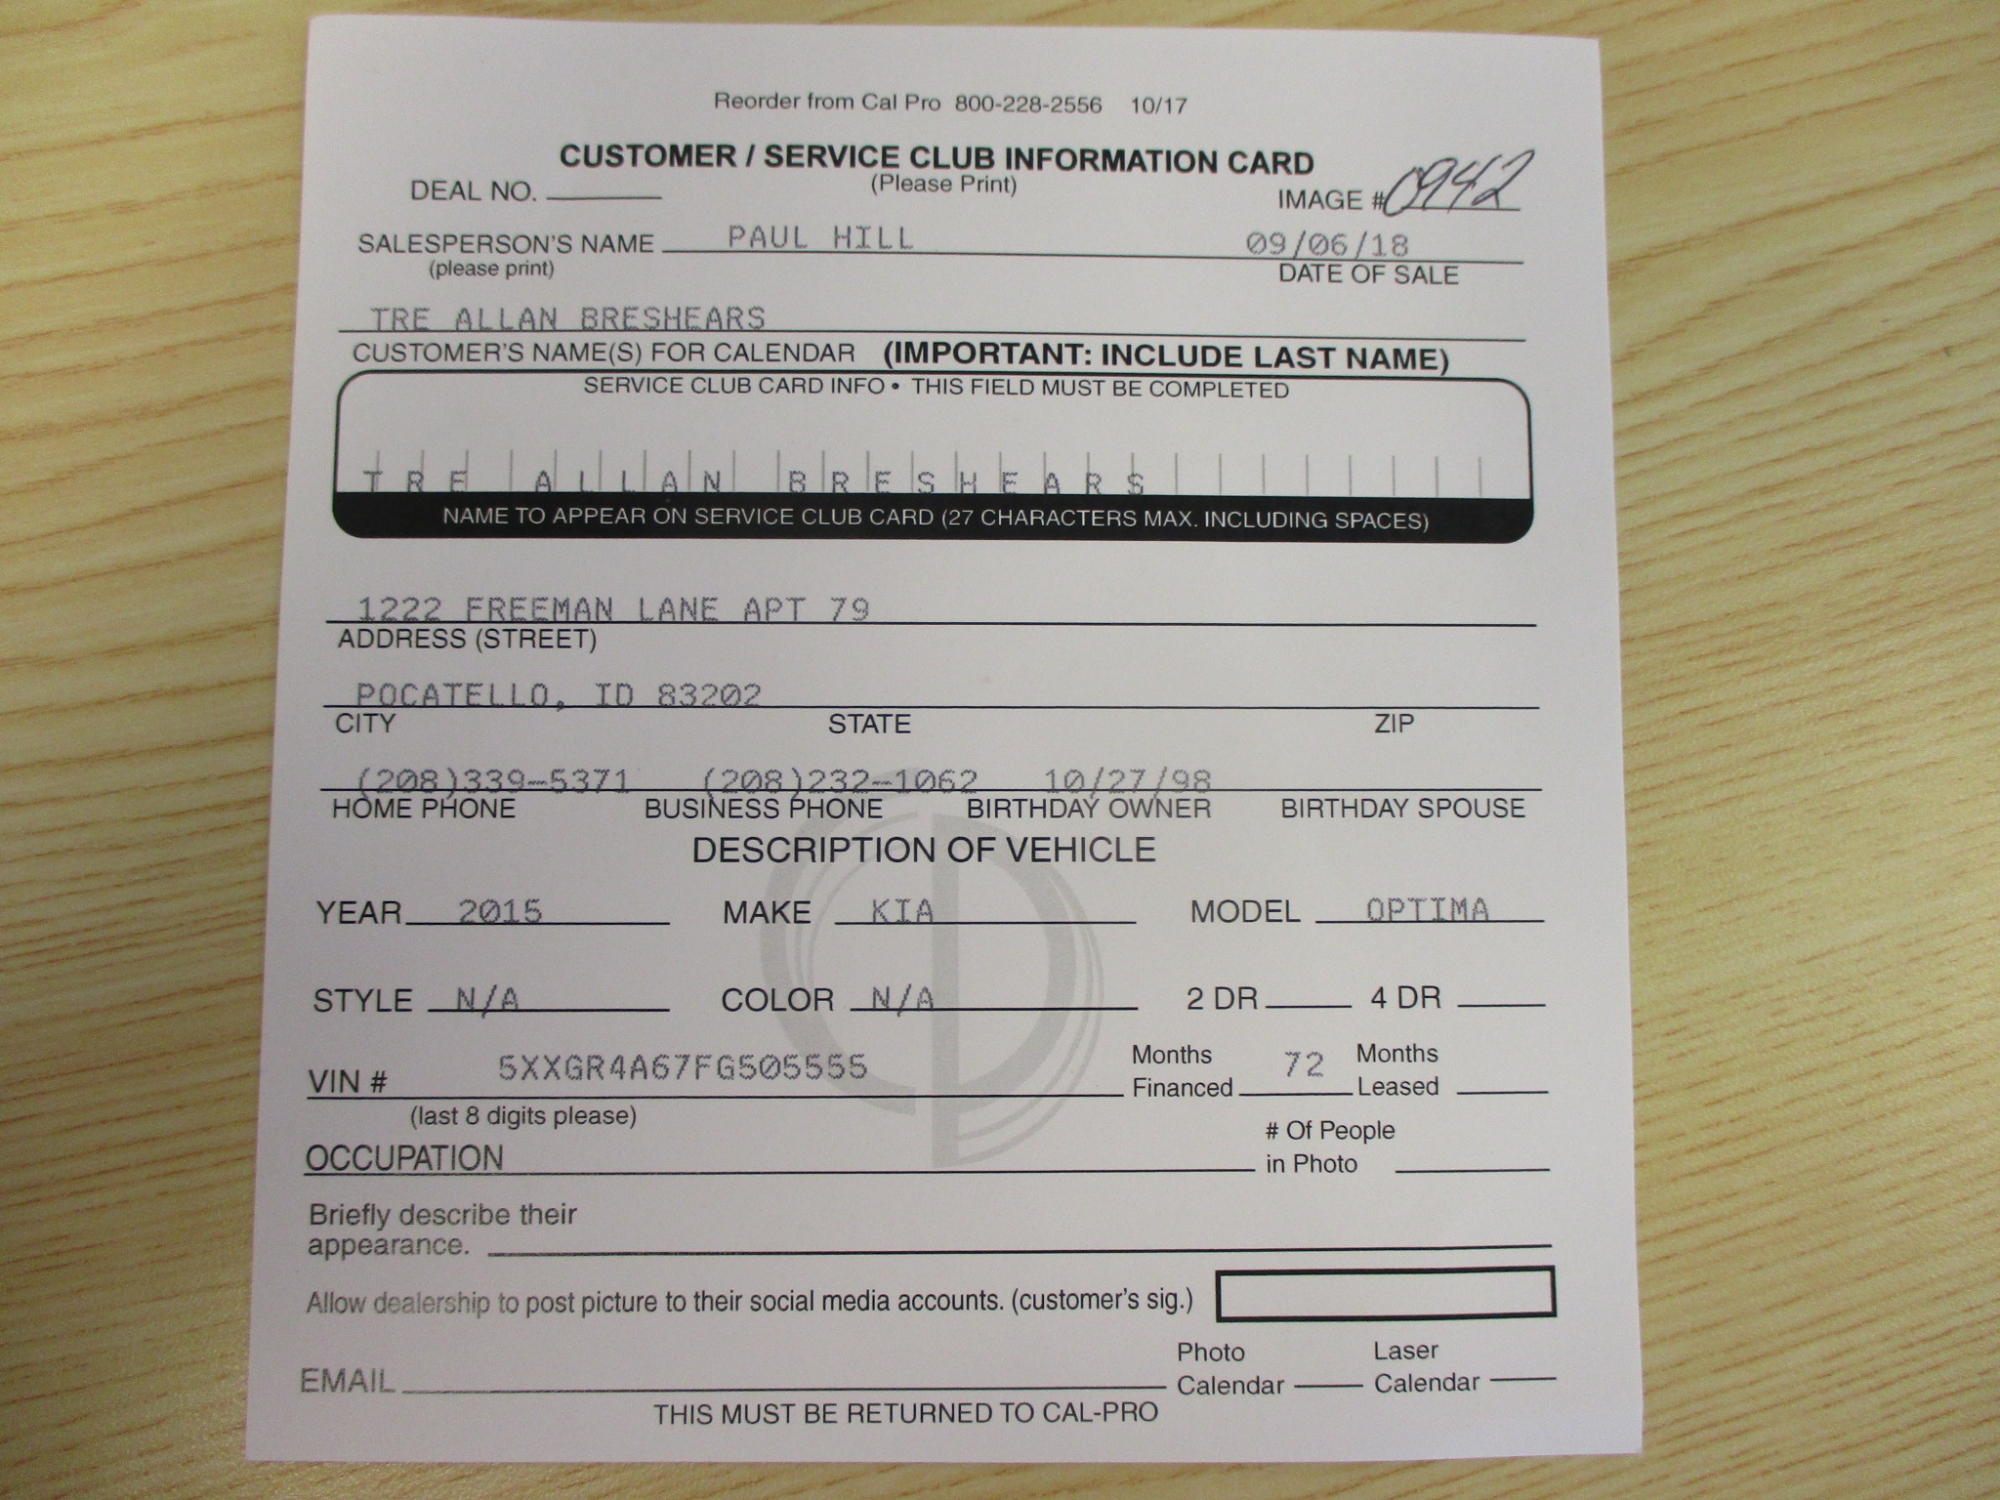 Reorder from Cal Pro 800-228-2556 10/17
CUSTOMER / SERVICE CLUB INFORMATION CARD
(Please Print)
DEAL NO. IMAGE # 0942
SALESPERSON'S NAME PAUL HILL 09/06/18
(please print) DATE OF SALE
TRE ALLAN BRESHEARS
CUSTOMER'S NAME(S) FOR CALENDAR (IMPORTANT: INCLUDE LAST NAME)
SERVICE CLUB CARD INFO • THIS FIELD MUST BE COMPLETED
TRE ALLAN BRESHEARS
NAME TO APPEAR ON SERVICE CLUB CARD (27 CHARACTERS MAX. INCLUDING SPACES)
1222 FREEMAN LANE APT 79
ADDRESS (STREET)
POCATELLO, ID 83202
CITY STATE ZIP
(208)339-5371 (208)232-1062 10/27/98
HOME PHONE BUSINESS PHONE BIRTHDAY OWNER BIRTHDAY SPOUSE
DESCRIPTION OF VEHICLE
YEAR 2015 MAKE KIA MODEL OPTIMA
STYLE N/A COLOR N/A 2 DR 4 DR
VIN # 5XXGR4A67FG505555 Months Financed 72 Months Leased
(last 8 digits please)
OCCUPATION # Of People in Photo
Briefly describe their
appearance.
Allow dealership to post picture to their social media accounts. (customer's sig.)
EMAIL Photo Calendar Laser Calendar
THIS MUST BE RETURNED TO CAL-PRO